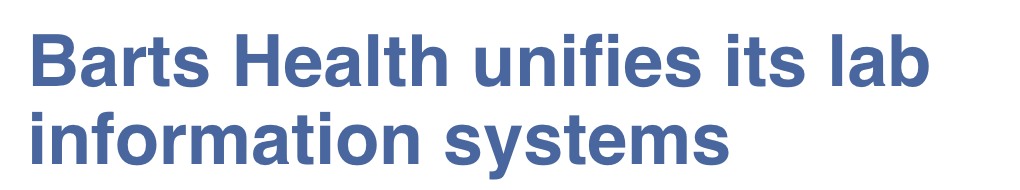 Barts Health unifies its lab
information systems